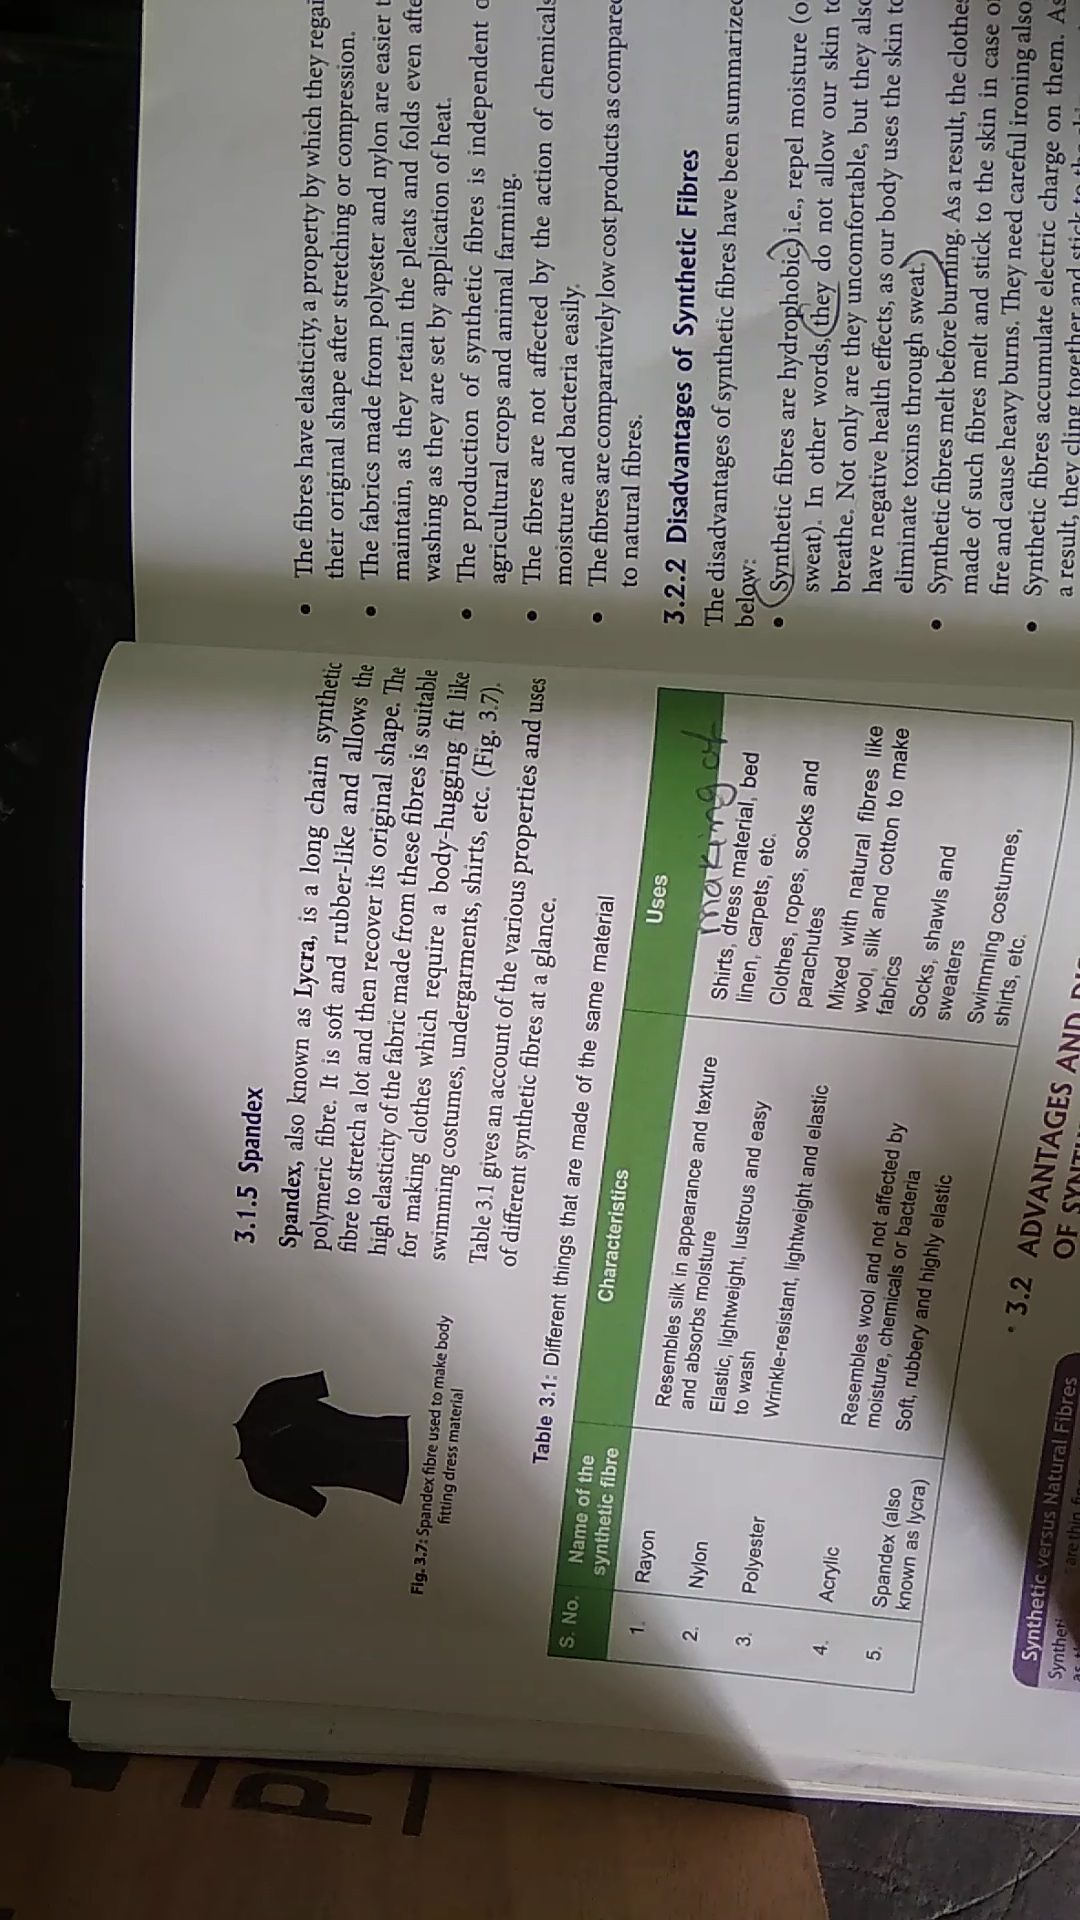 3.1.5 Spandex
Spandex, also known as Lycra, is a long chain synthetic
polymeric fibre. It is soft and rubber-like and allows the
fibre to stretch a lot and then recover its original shape. The
high elasticity of the fabric made from these fibres is suitable
for making clothes which require a body-hugging fit like
swimming costumes, undergarments, shirts, etc. (Fig. 3.7).
Table 3.1 gives an account of the various properties and uses
of different synthetic fibres at a glance.
Fig. 3.7: Spandex fibre used to make body
fitting dress material
Table 3.1: Different things that are made of the same material
S. No. Name of the synthetic fibre Characteristics Uses
making of
1. Rayon Resembles silk in appearance and texture Shirts, dress material, bed
and absorbs moisture linen, carpets, etc.
2. Nylon Elastic, lightweight, lustrous and easy Clothes, ropes, socks and
to wash parachutes
3. Polyester Wrinkle-resistant, lightweight and elastic Mixed with natural fibres like
wool, silk and cotton to make
fabrics
4. Acrylic Resembles wool and not affected by Socks, shawls and
moisture, chemicals or bacteria sweaters
5. Spandex (also Soft, rubbery and highly elastic Swimming costumes,
known as lycra) shirts, etc.
3.2 ADVANTAGES AND
OF
Synthetic versus Natural Fibres
are thin
• The fibres have elasticity, a property by which they
their original shape after stretching or compression.
• The fabrics made from polyester and nylon are easier
maintain, as they retain the pleats and folds even
washing as they are set by application of heat.
• The production of synthetic fibres is independent
agricultural crops and animal farming.
• The fibres are not affected by the action of chemicals
moisture and bacteria easily.
• The fibres are comparatively low cost products as compared
to natural fibres.
3.2.2 Disadvantages of Synthetic Fibres
The disadvantages of synthetic fibres have been summarized
below:
• Synthetic fibres are hydrophobic, i.e., repel moisture
sweat). In other words, they do not allow our skin to
breathe. Not only are they uncomfortable, but they also
have negative health effects, as our body uses the skin to
eliminate toxins through sweat.
• Synthetic fibres melt before burning. As a result, the clothes
made of such fibres melt and stick to the skin in case
fire and cause heavy burns. They need careful ironing also
• Synthetic fibres accumulate electric charge on them. As
a result, they cling together and stick to